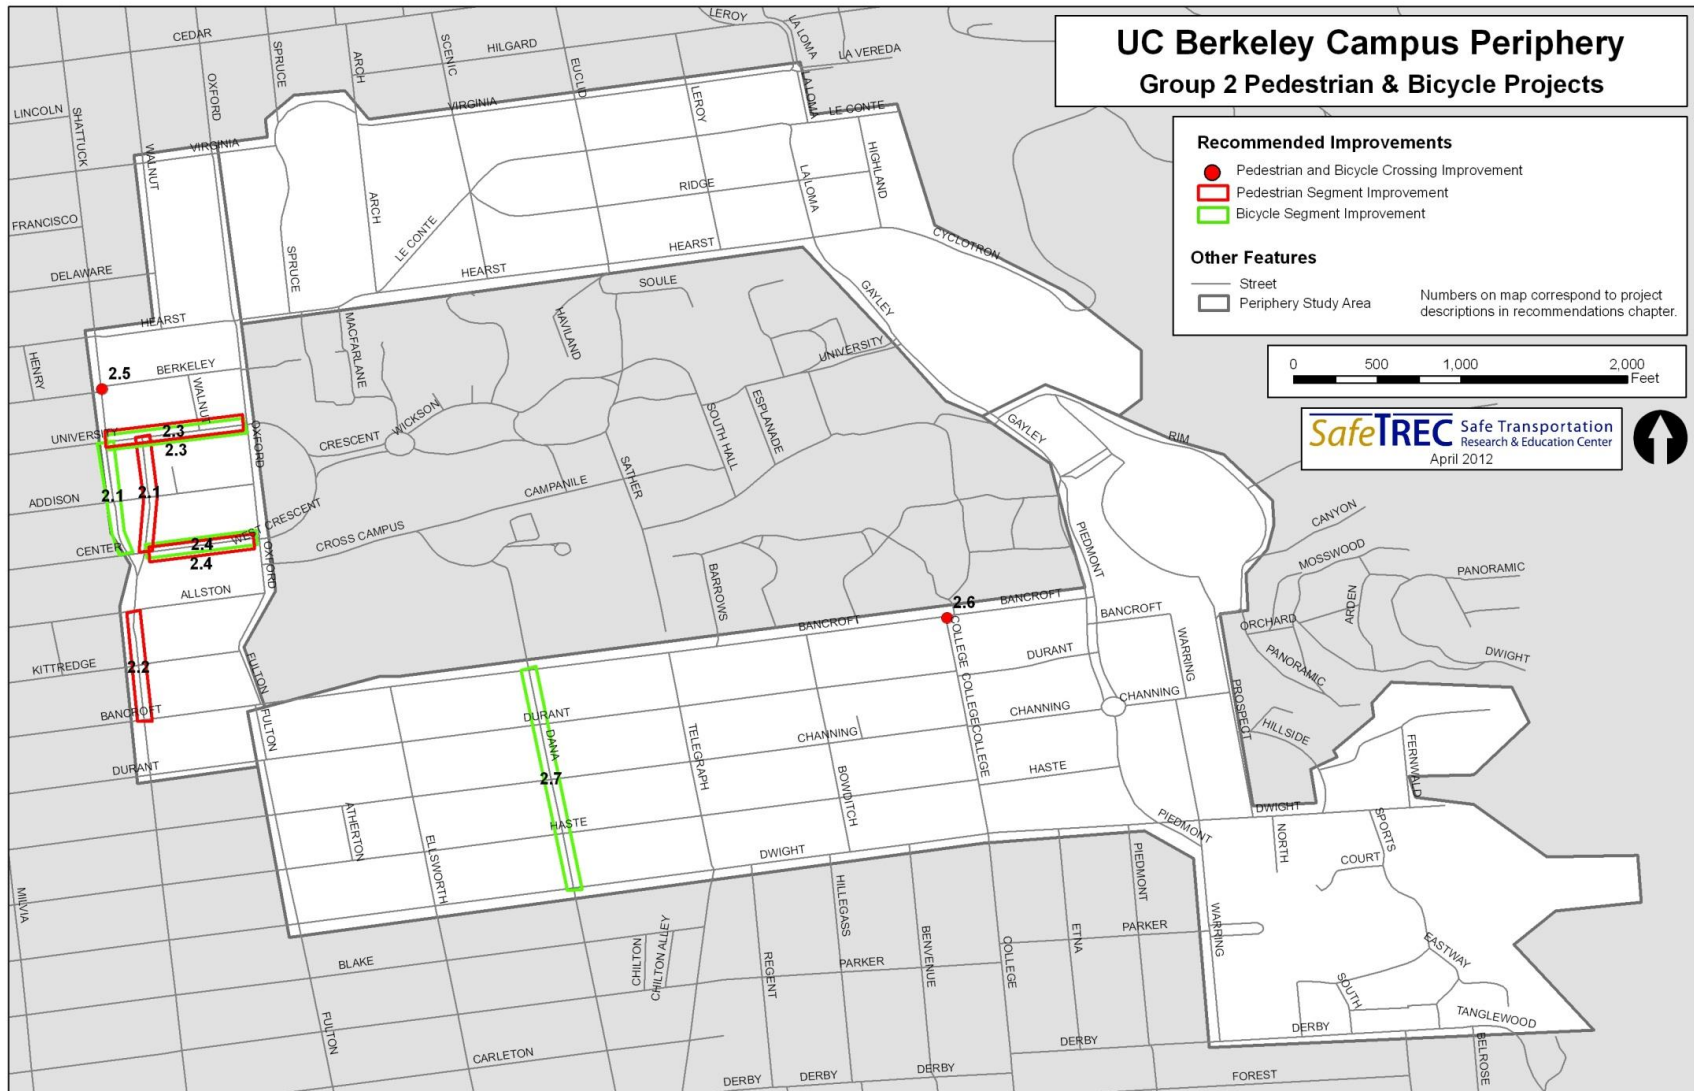 UC Berkeley Campus Periphery
Group 2 Pedestrian & Bicycle Projects
Recommended Improvements
Pedestrian and Bicycle Crossing Improvement
Pedestrian Segment Improvement
Bicycle Segment Improvement
Other Features
Street
Periphery Study Area
Numbers on map correspond to project
descriptions in recommendations chapter.
0 500 1,000 2,000
Feet
SafeTREC Safe Transportation
Research & Education Center
April 2012
LEROY
LA LOMA
LA VEREDA
CEDAR
SPRUCE
ARCH
SCENIC
HILGARD
EUCLID
OXFORD
LINCOLN
SHATTUCK
VIRGINIA
LEROY
LA LOMA
LE CONTE
WALNUT
VIRGINIA
HIGHLAND
FRANCISCO
ARCH
LE CONTE
RIDGE
LA LOMA
DELAWARE
SPRUCE
HEARST
HEARST
CYCLOTRON
SOULE
GAYLEY
HEARST
HENRY
BERKELEY
MACFARLANE
HAVILAND
UNIVERSITY
2.5
WALNUT
WICKSON
SOUTH HALL
ESPLANADE
UNIVERSITY
2.3
2.3
OXFORD
CRESCENT
GAYLEY
RIM
SATHER
ADDISON
2.1
2.1
CAMPANILE
WEST CRESCENT
CROSS CAMPUS
CENTER
2.4
2.4
OXFORD
PIEDMONT
CANYON
MOSSWOOD
PANORAMIC
ALLSTON
BARROWS
2.6
BANCROFT
BANCROFT
BANCROFT
ARDEN
ORCHARD
KITTREDGE
2.2
FULTON
COLLEGE
DURANT
WARRING
PANORAMIC
DWIGHT
BANCROFT
FULTON
DURANT
DANA
TELEGRAPH
CHANNING
COLLEGE
CHANNING
CHANNING
PROSPECT
HILLSIDE
FERNWALD
DURANT
2.7
COLLEGE
COLLEGE
HASTE
BOWDITCH
ATHERTON
ELLSWORTH
HASTE
DWIGHT
PIEDMONT
DWIGHT
NORTH
SPORTS
COURT
MILVIA
PIEDMONT
HILLEGASS
BENVENUE
COLLEGE
ETNA
PARKER
WARRING
CHILTON
CHILTON ALLEY
BLAKE
REGENT
PARKER
EASTWAY
SOUTH
TANGLEWOOD
FULTON
CARLETON
DERBY
DERBY
BELROSE
DERBY
DERBY
DERBY
FOREST